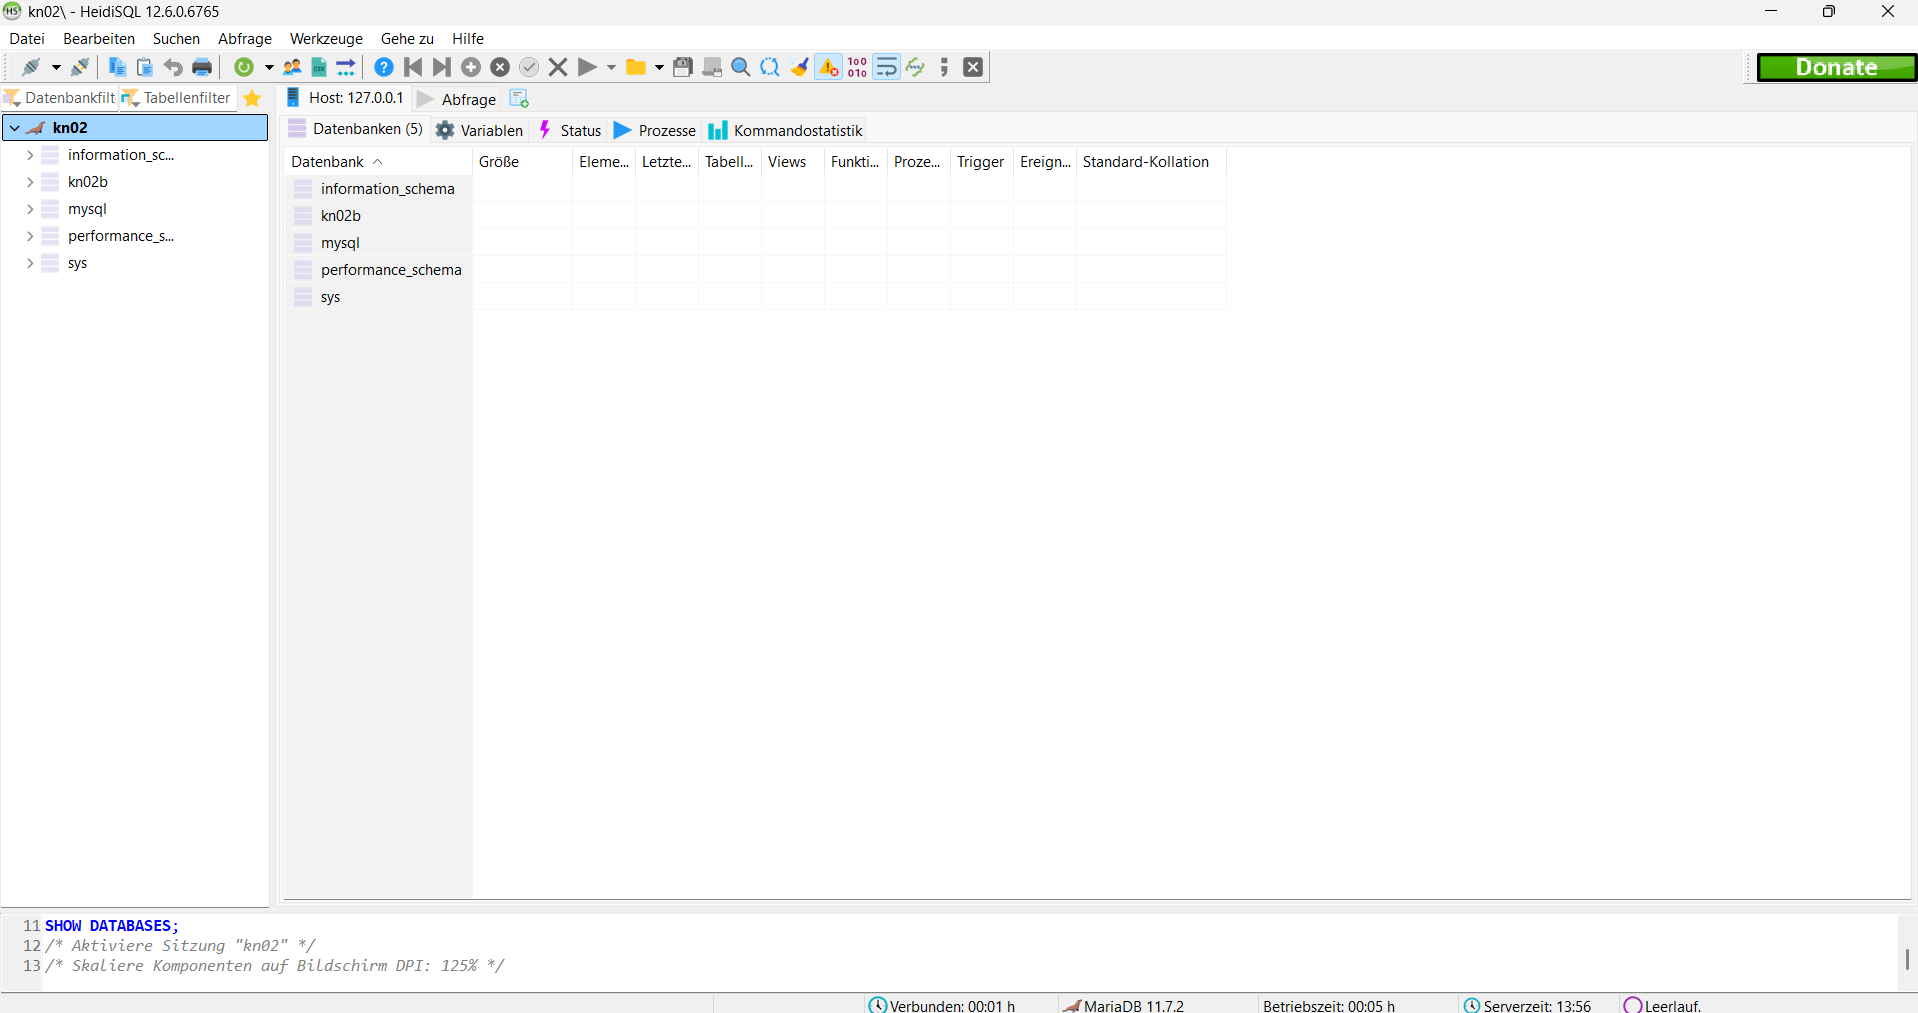 kn02\ - HeidiSQL 12.6.0.6765
Datei Bearbeiten Suchen Abfrage Werkzeuge Gehe zu Hilfe
Donate
Datenbankfilt Tabellenfilter Host: 127.0.0.1 Abfrage
kn02
information_sc...
kn02b
mysql
performance_s...
sys
Datenbanken (5) Variablen Status Prozesse Kommandostatistik
Datenbank Größe Eleme... Letzte... Tabell... Views Funkti... Proze... Trigger Ereign... Standard-Kollation
information_schema
kn02b
mysql
performance_schema
sys
11 SHOW DATABASES;
12 /* Aktiviere Sitzung "kn02" */
13 /* Skaliere Komponenten auf Bildschirm DPI: 125% */
Verbunden: 00:01 h MariaDB 11.7.2 Betriebszeit: 00:05 h Serverzeit: 13:56 Leerlauf.